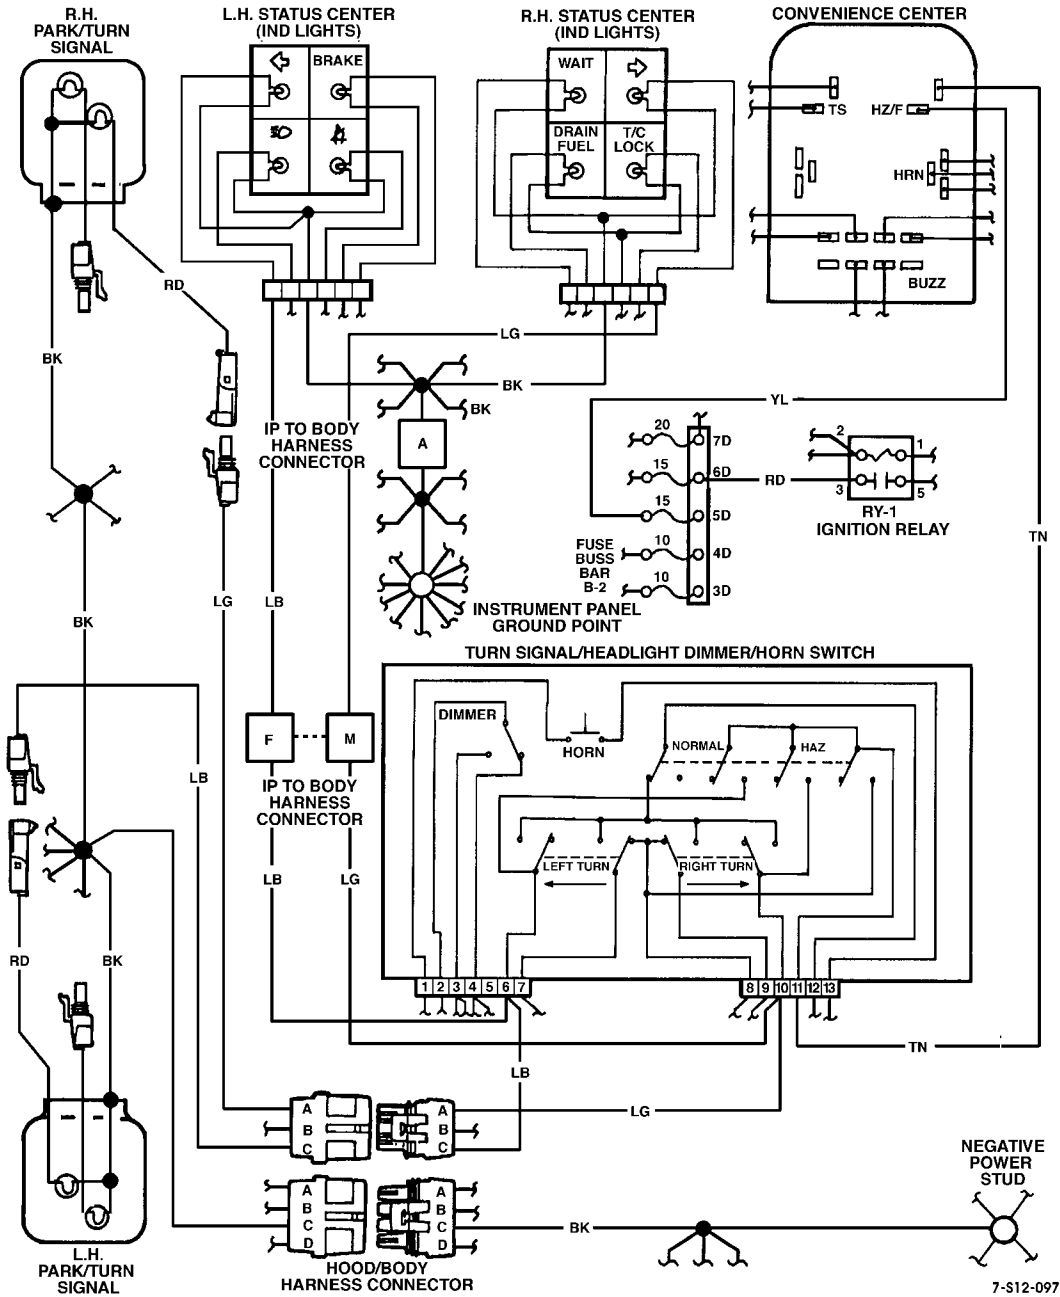 R.H.
PARK/TURN
SIGNAL
L.H. STATUS CENTER
(IND LIGHTS)
R.H. STATUS CENTER
(IND LIGHTS)
CONVENIENCE CENTER
BRAKE
WAIT
DRAIN
FUEL
T/C
LOCK
TS
HZ/F
HRN
BUZZ
RD
BK
LG
BK
BK
YL
IP TO BODY
HARNESS
CONNECTOR
A
20
7D
15
6D
15
5D
10
4D
10
3D
FUSE
BUSS
BAR
B-2
RD
2
1
3
5
RY-1
IGNITION RELAY
TN
LG
LB
BK
INSTRUMENT PANEL
GROUND POINT
TURN SIGNAL/HEADLIGHT DIMMER/HORN SWITCH
F
M
DIMMER
HORN
NORMAL
HAZ
LB
IP TO BODY
HARNESS
CONNECTOR
LB
LG
LEFT TURN
RIGHT TURN
RD
BK
1 2 3 4 5 6 7
8 9 10 11 12 13
TN
LB
LG
A
B
C
A
B
C
A
B
C
D
A
B
C
D
BK
NEGATIVE
POWER
STUD
L.H.
PARK/TURN
SIGNAL
HOOD/BODY
HARNESS CONNECTOR
7-S12-097